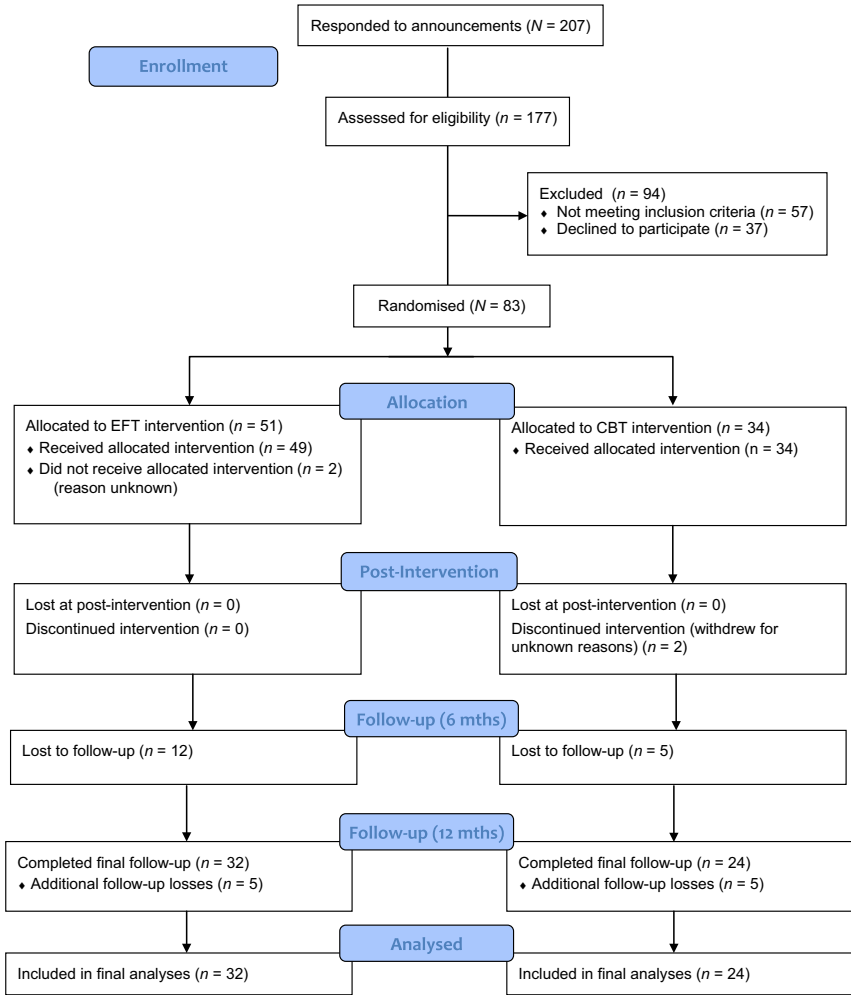 Responded to announcements (N = 207)
Enrollment
Assessed for eligibility (n = 177)
Excluded (n = 94)
♦ Not meeting inclusion criteria (n = 57)
♦ Declined to participate (n = 37)
Randomised (N = 83)
Allocation
Allocated to EFT intervention (n = 51)
♦ Received allocated intervention (n = 49)
♦ Did not receive allocated intervention (n = 2)
(reason unknown)
Allocated to CBT intervention (n = 34)
♦ Received allocated intervention (n = 34)
Post-Intervention
Lost at post-intervention (n = 0)
Discontinued intervention (n = 0)
Lost at post-intervention (n = 0)
Discontinued intervention (withdrew for
unknown reasons) (n = 2)
Follow-up (6 mths)
Lost to follow-up (n = 12)
Lost to follow-up (n = 5)
Follow-up (12 mths)
Completed final follow-up (n = 32)
♦ Additional follow-up losses (n = 5)
Completed final follow-up (n = 24)
♦ Additional follow-up losses (n = 5)
Analysed
Included in final analyses (n = 32)
Included in final analyses (n = 24)